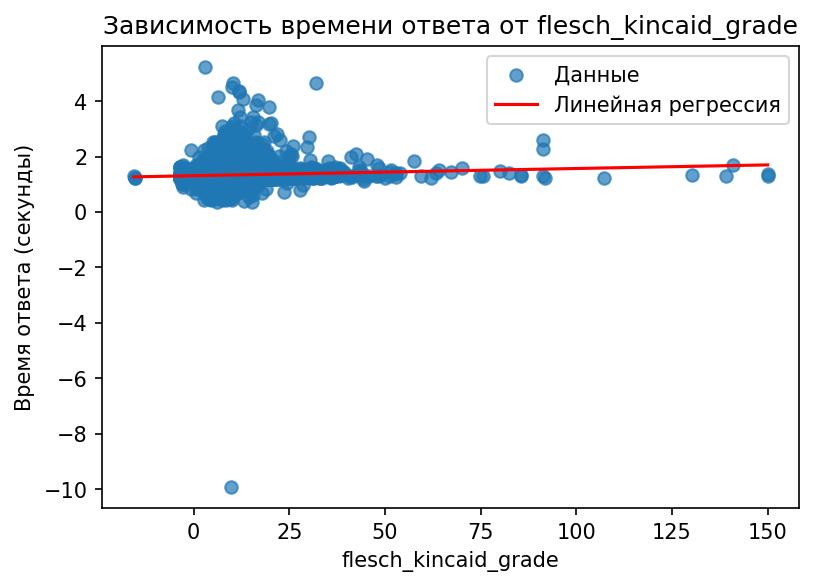 Зависимость времени ответа от flesch_kincaid_grade
Данные
Линейная регрессия
Время ответа (секунды)
4
2
0
−2
−4
−6
−8
−10
0 25 50 75 100 125 150
flesch_kincaid_grade